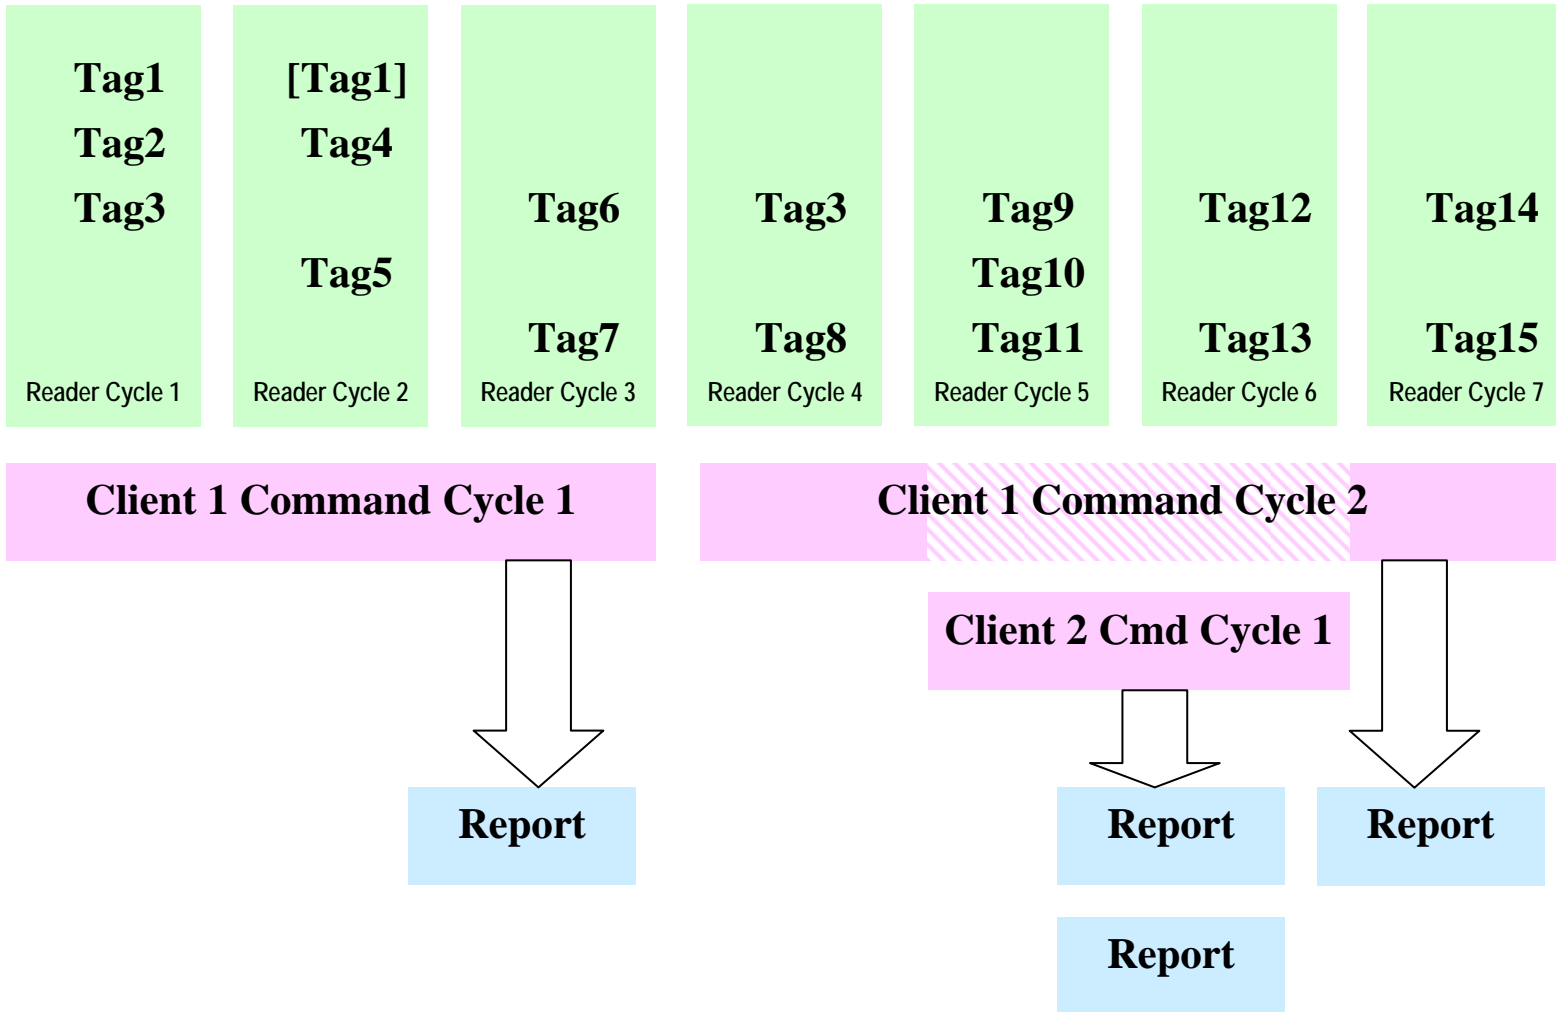 Tag1
Tag2
Tag3
Reader Cycle 1
[Tag1]
Tag4
Tag5
Reader Cycle 2
Tag6
Tag7
Reader Cycle 3
Tag3
Tag8
Reader Cycle 4
Tag9
Tag10
Tag11
Reader Cycle 5
Tag12
Tag13
Reader Cycle 6
Tag14
Tag15
Reader Cycle 7
Client 1 Command Cycle 1
Client 1 Command Cycle 2
Client 2 Cmd Cycle 1
Report
Report
Report
Report